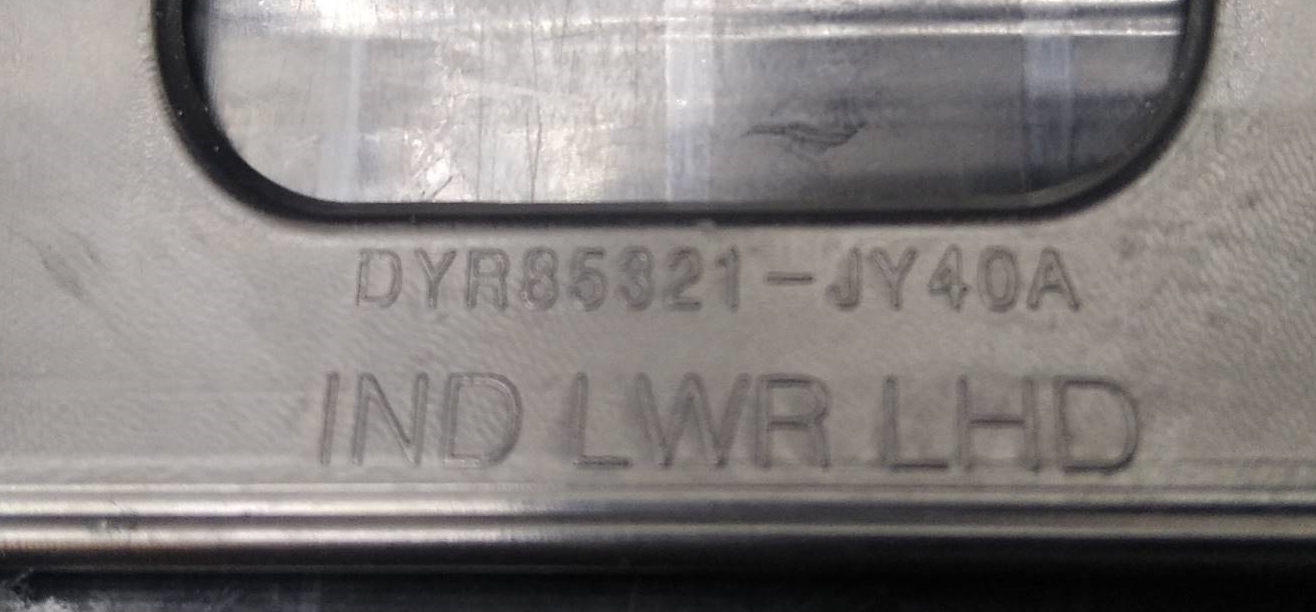 DYR85321-JY40A
IND LWR LHD